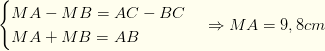 { MA − MB = AC − BC
MA + MB = AB ⇒ MA = 9,8cm